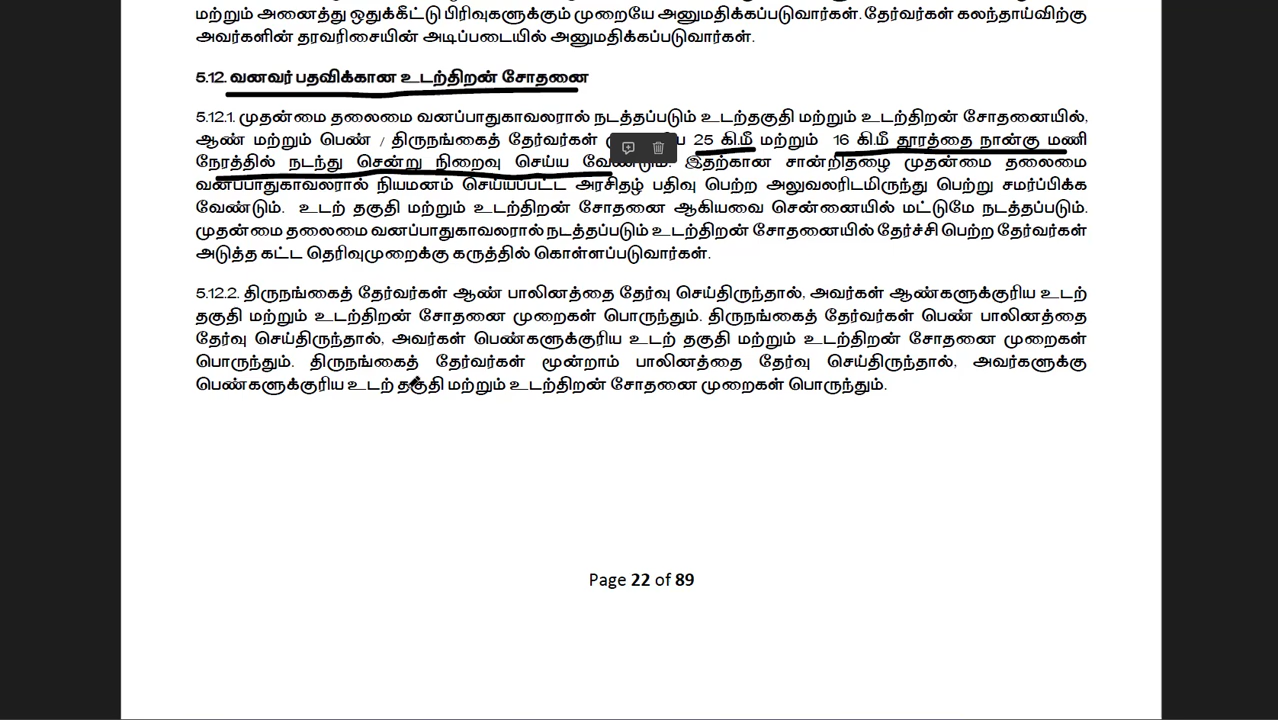 மற்றும் அனைத்து ஒதுக்கீட்டு பிரிவுகளுக்கும் முறையே அனுமதிக்கப்படுவார்கள். தேர்வர்கள் கலந்தாய்விற்கு
அவர்களின் தரவரிசையின் அடிப்படையில் அனுமதிக்கப்படுவார்கள்.
5.12. வனவர் பதவிக்கான உடற்திறன் சோதனை
5.12.1. முதன்மை தலைமை வனப்பாதுகாவலரால் நடத்தப்படும் உடற்தகுதி மற்றும் உடற்திறன் சோதனையில்,
ஆண் மற்றும் பெண் / திருநங்கைத் தேர்வர்கள் 25 கி.மீ மற்றும் 16 கி.மீ தூரத்தை நான்கு மணி
நேரத்தில் நடந்து சென்று நிறைவு செய்ய வேண்டும். இதற்கான சான்றிதழை முதன்மை தலைமை
வனப்பாதுகாவலரால் நியமனம் செய்யப்பட்ட அரசிதழ் பதிவு பெற்ற அலுவலரிடமிருந்து பெற்று சமர்ப்பிக்க
வேண்டும். உடற் தகுதி மற்றும் உடற்திறன் சோதனை ஆகியவை சென்னையில் மட்டுமே நடத்தப்படும்.
முதன்மை தலைமை வனப்பாதுகாவலரால் நடத்தப்படும் உடற்திறன் சோதனையில் தேர்ச்சி பெற்ற தேர்வர்கள்
அடுத்த கட்ட தெரிவுமுறைக்கு கருத்தில் கொள்ளப்படுவார்கள்.
5.12.2. திருநங்கைத் தேர்வர்கள் ஆண் பாலினத்தை தேர்வு செய்திருந்தால், அவர்கள் ஆண்களுக்குரிய உடற்
தகுதி மற்றும் உடற்திறன் சோதனை முறைகள் பொருந்தும். திருநங்கைத் தேர்வர்கள் பெண் பாலினத்தை
தேர்வு செய்திருந்தால், அவர்கள் பெண்களுக்குரிய உடற் தகுதி மற்றும் உடற்திறன் சோதனை முறைகள்
பொருந்தும். திருநங்கைத் தேர்வர்கள் மூன்றாம் பாலினத்தை தேர்வு செய்திருந்தால், அவர்களுக்கு
பெண்களுக்குரிய உடற் தகுதி மற்றும் உடற்திறன் சோதனை முறைகள் பொருந்தும்.
Page 22 of 89